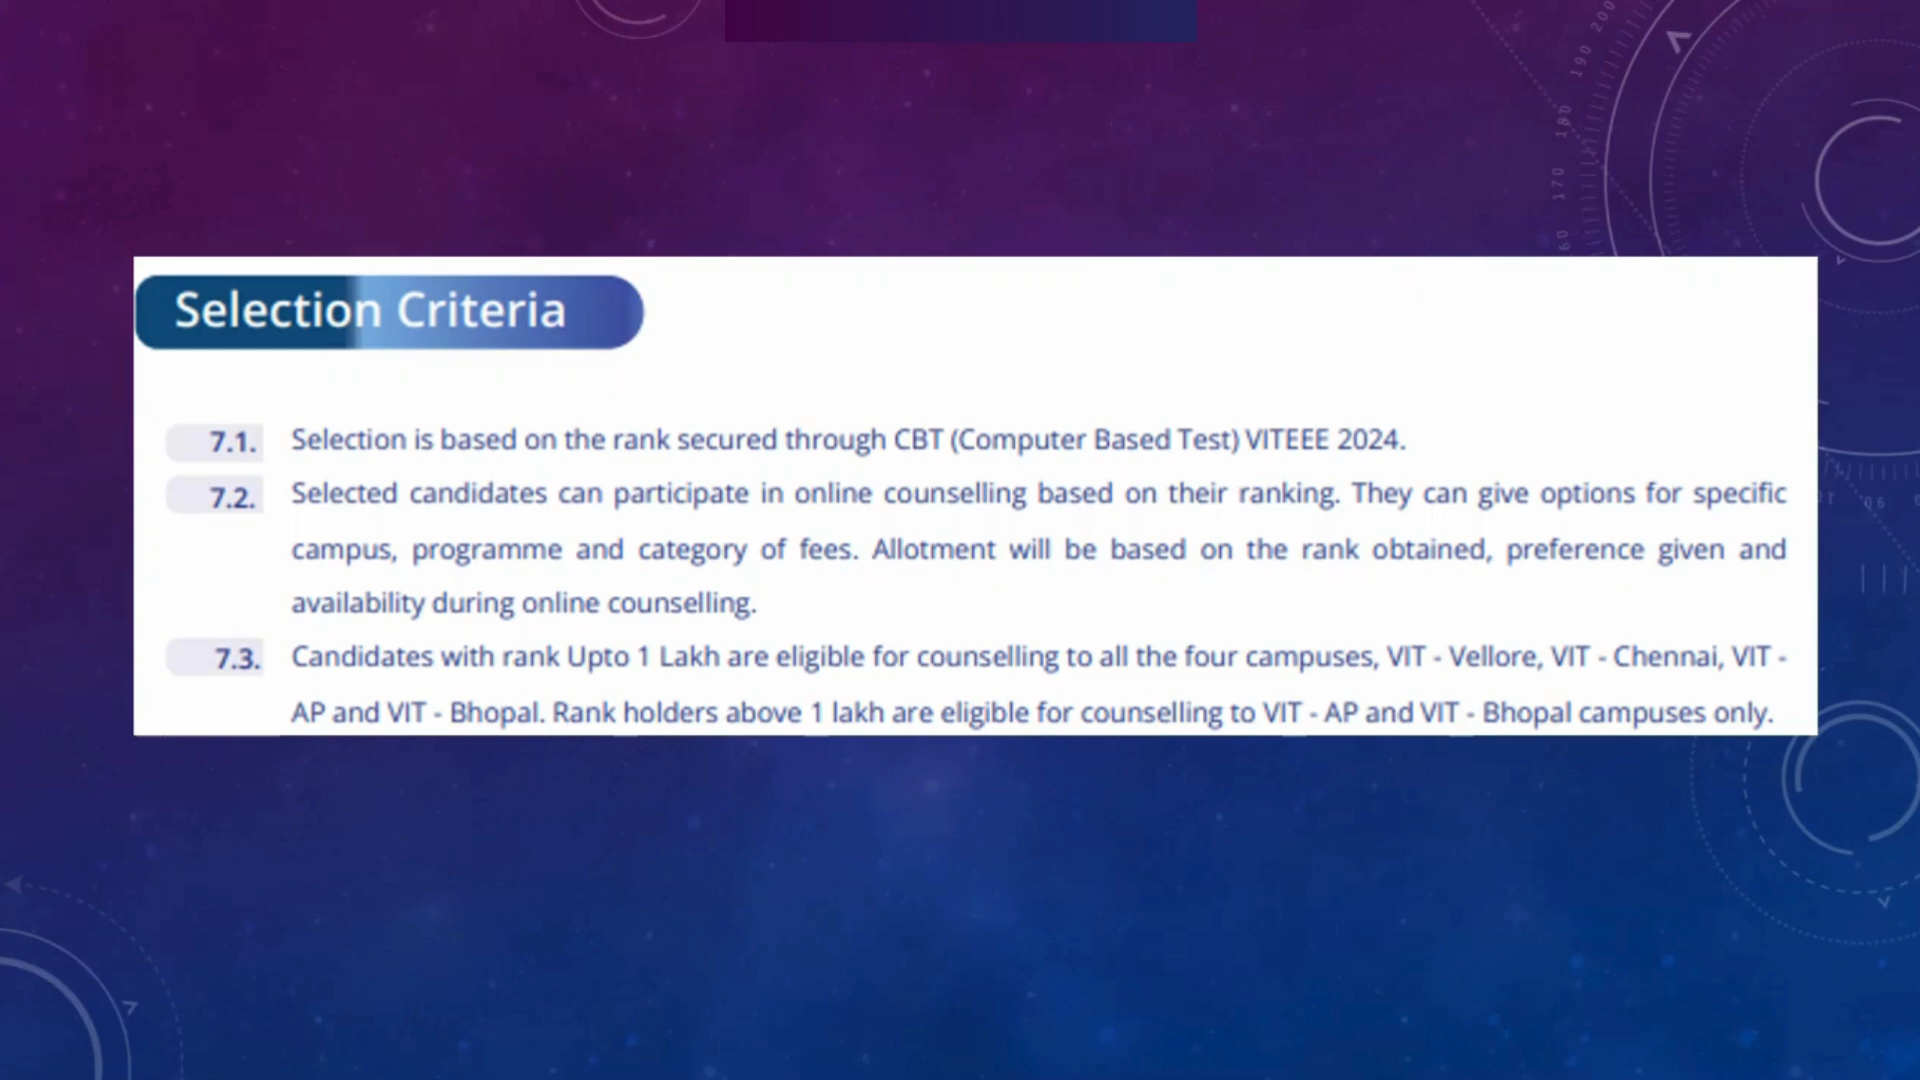 Selection Criteria
7.1. Selection is based on the rank secured through CBT (Computer Based Test) VITEEE 2024.
7.2. Selected candidates can participate in online counselling based on their ranking. They can give options for specific
campus, programme and category of fees. Allotment will be based on the rank obtained, preference given and
availability during online counselling.
7.3. Candidates with rank Upto 1 Lakh are eligible for counselling to all the four campuses, VIT - Vellore, VIT - Chennai, VIT -
AP and VIT - Bhopal. Rank holders above 1 lakh are eligible for counselling to VIT - AP and VIT - Bhopal campuses only.
200
190
180
170